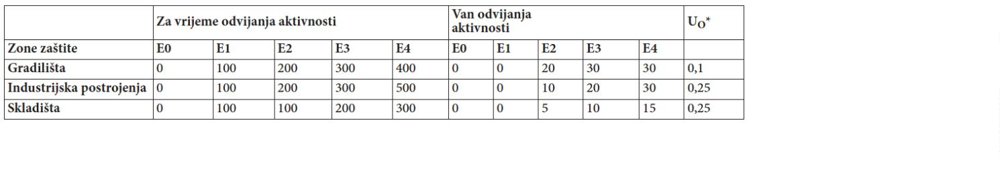 Za vrijeme odvijanja aktivnosti Van odvijanja aktivnosti U_O*
Zone zaštite E0 E1 E2 E3 E4 E0 E1 E2 E3 E4
Gradilišta 0 100 200 300 400 0 0 20 30 30 0,1
Industrijska postrojenja 0 100 200 300 500 0 0 10 20 30 0,25
Skladišta 0 100 100 200 300 0 0 5 10 15 0,25